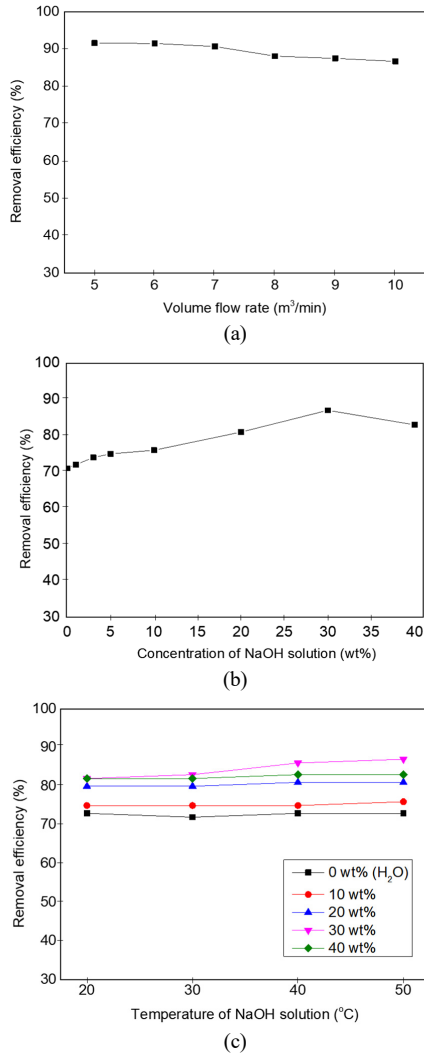 100
90
80
70
60
50
40
30
Removal efficiency (%)
5 6 7 8 9 10
Volume flow rate (m³/min)
(a)
100
90
80
70
60
50
40
30
Removal efficiency (%)
0 5 10 15 20 25 30 35 40
Concentration of NaOH solution (wt%)
(b)
100
90
80
70
60
50
40
30
Removal efficiency (%)
0 wt% (H₂O)
10 wt%
20 wt%
30 wt%
40 wt%
20 30 40 50
Temperature of NaOH solution (°C)
(c)